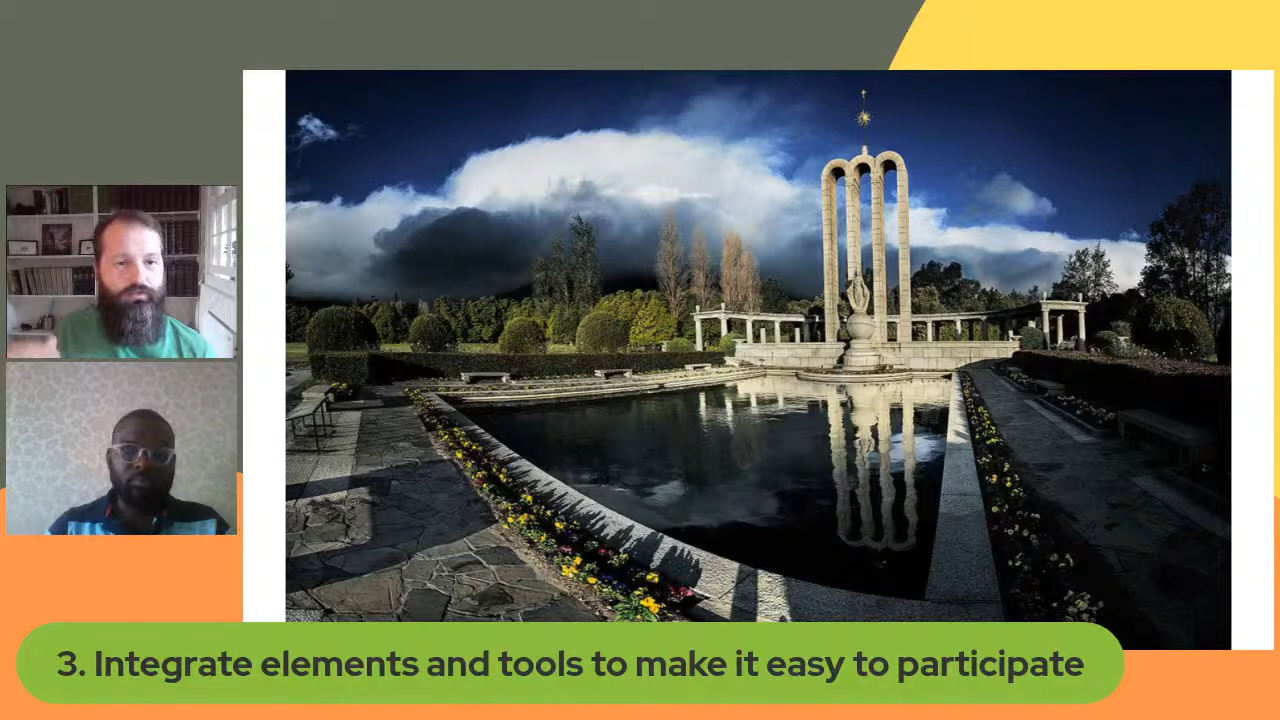 3. Integrate elements and tools to make it easy to participate